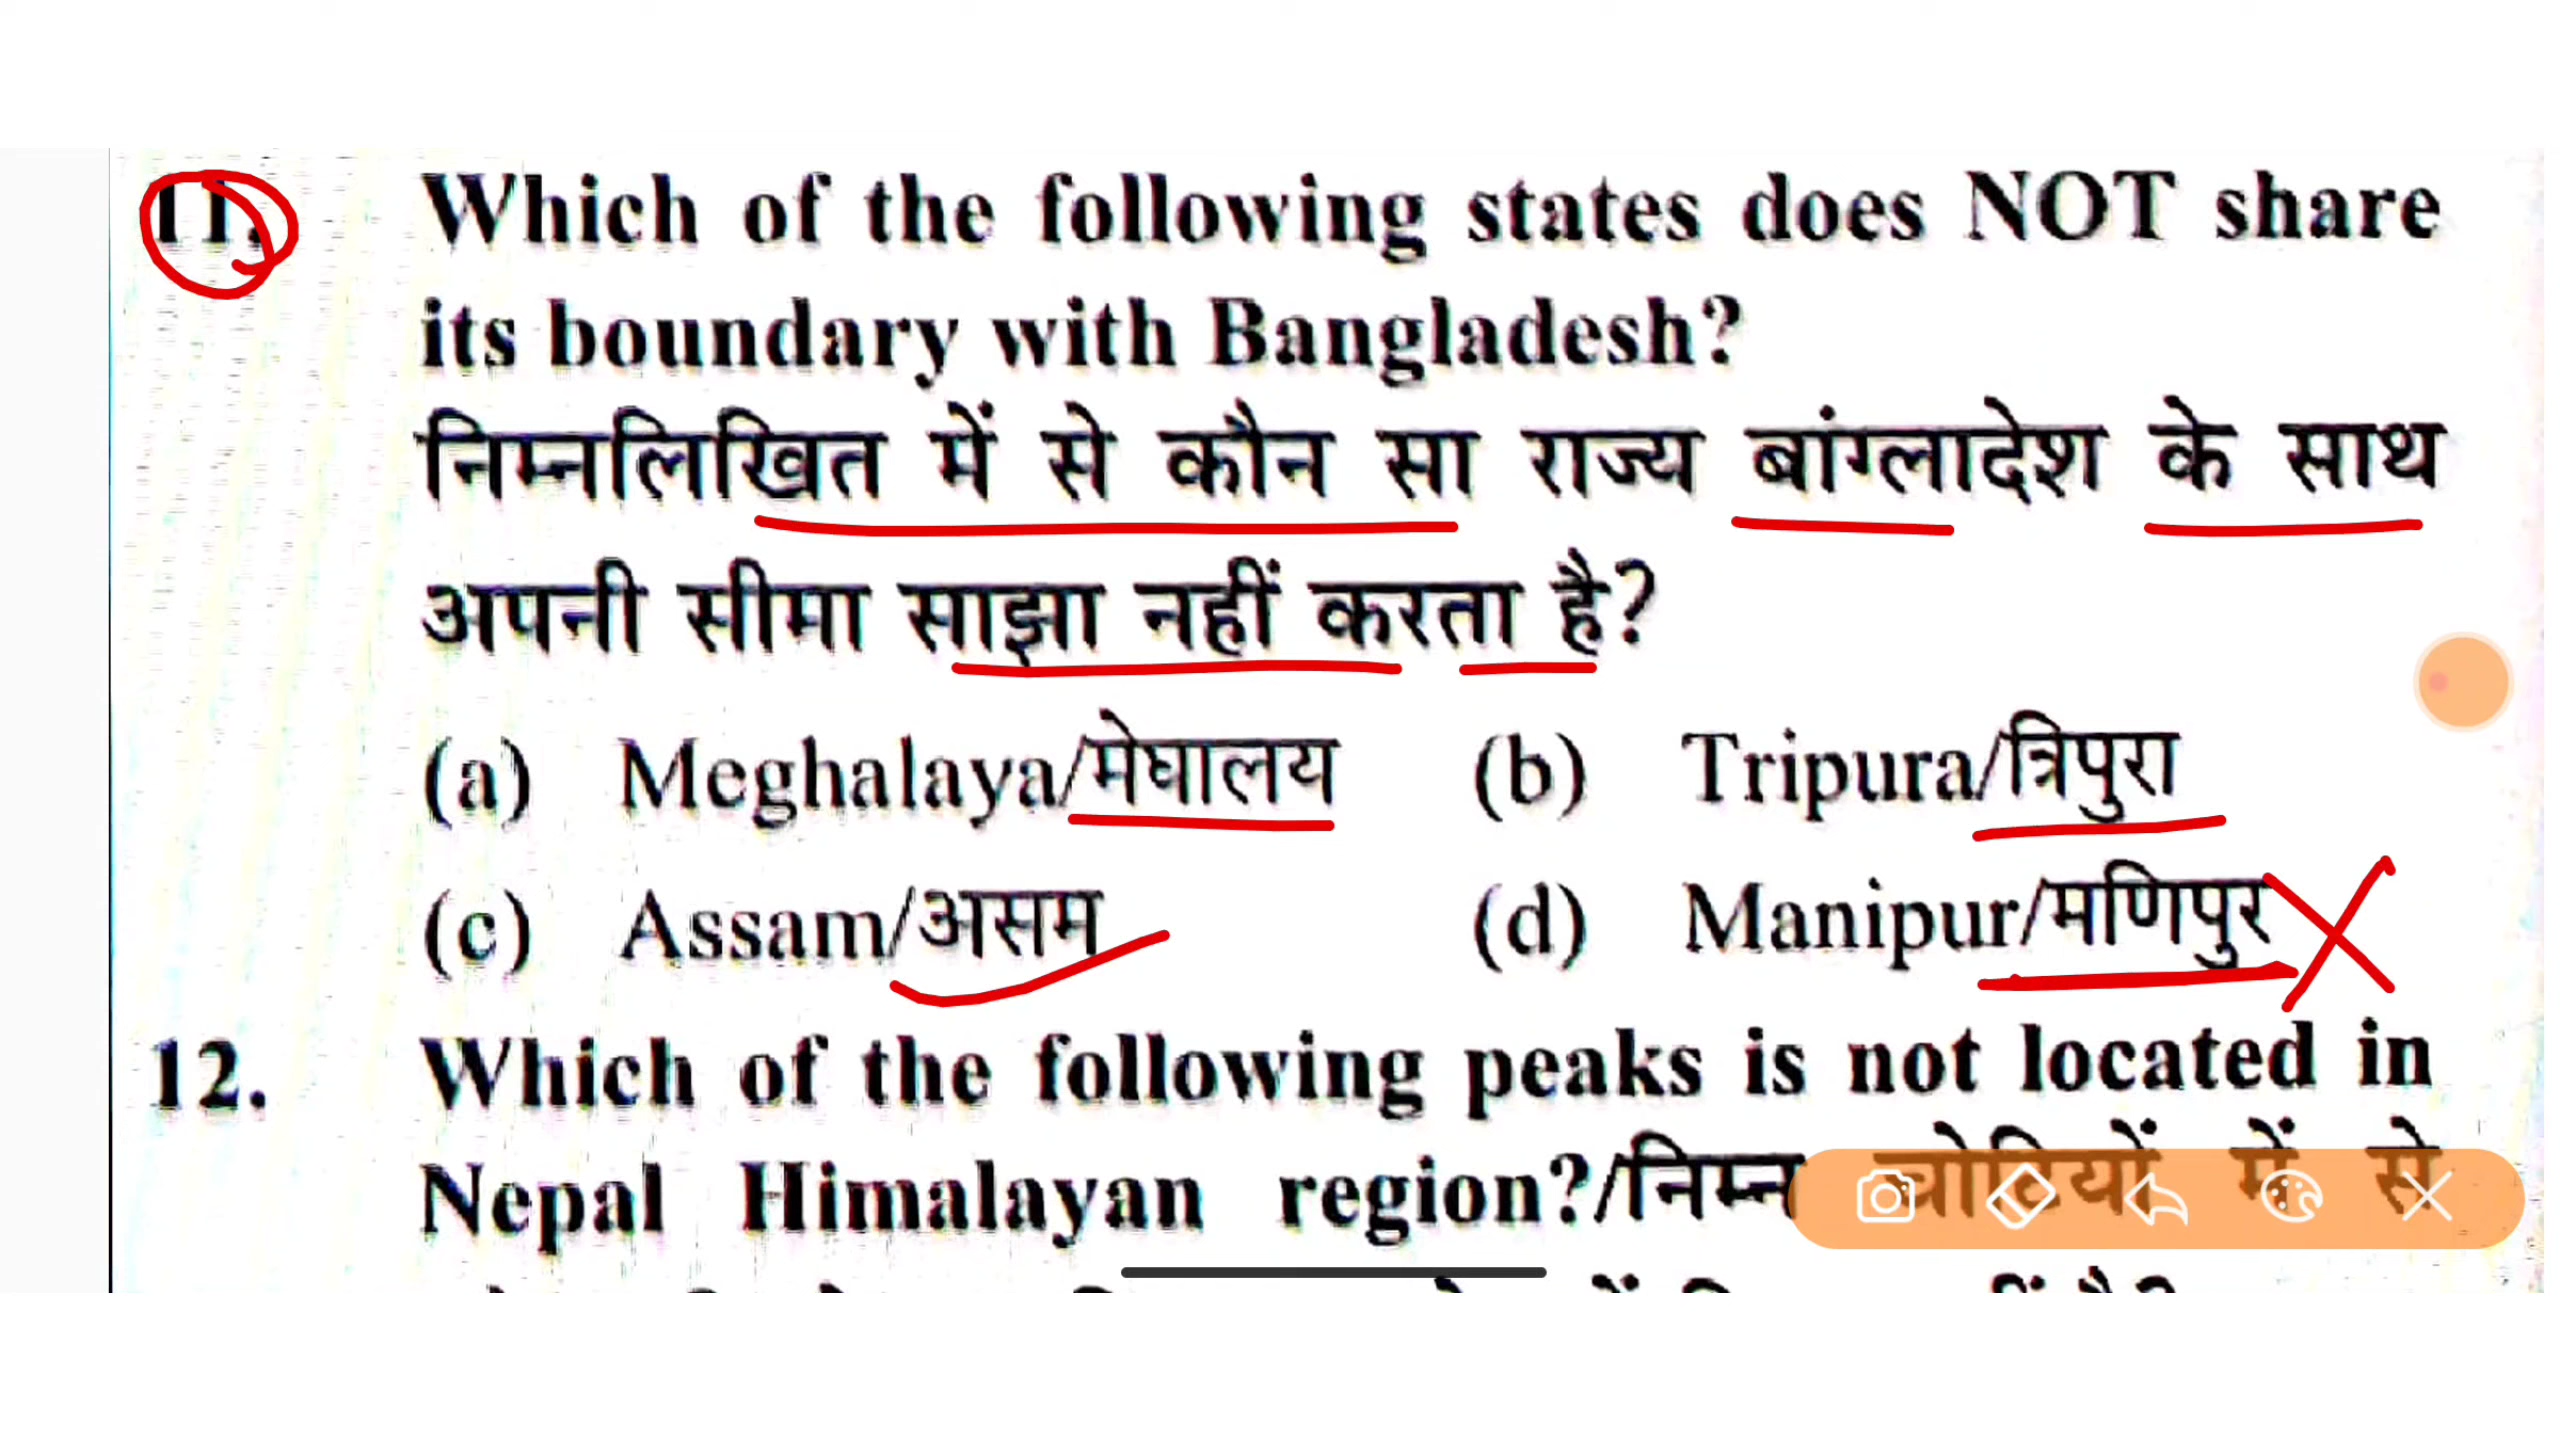 11. Which of the following states does NOT share
its boundary with Bangladesh?
निम्नलिखित में से कौन सा राज्य बांग्लादेश के साथ
अपनी सीमा साझा नहीं करता है?
(a) Meghalaya/मेघालय (b) Tripura/त्रिपुरा
(c) Assam/असम (d) Manipur/मणिपुर
12. Which of the following peaks is not located in
Nepal Himalayan region?/निम्न चोटियों में से